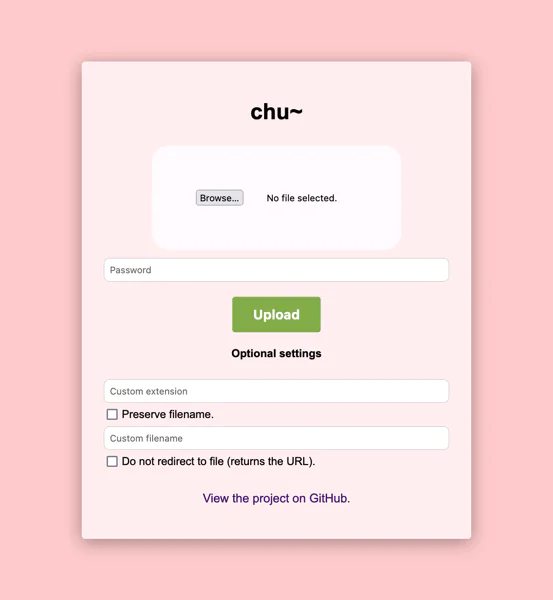 chu~
Browse... No file selected.
Password
Upload
Optional settings
Custom extension
Preserve filename.
Custom filename
Do not redirect to file (returns the URL).
View the project on GitHub.